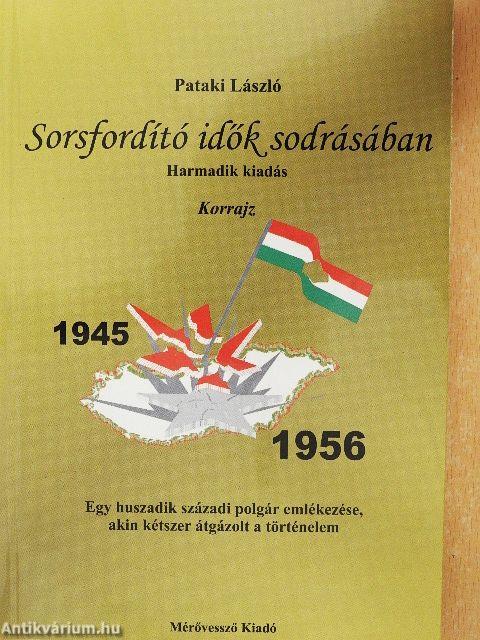 Pataki László
Sorsfordító idők sodrásában
Harmadik kiadás
Korrajz
1945
1956
Egy huszadik századi polgár emlékezése,
akin kétszer átgázolt a történelem
Mérővessző Kiadó
Antikvárium.hu